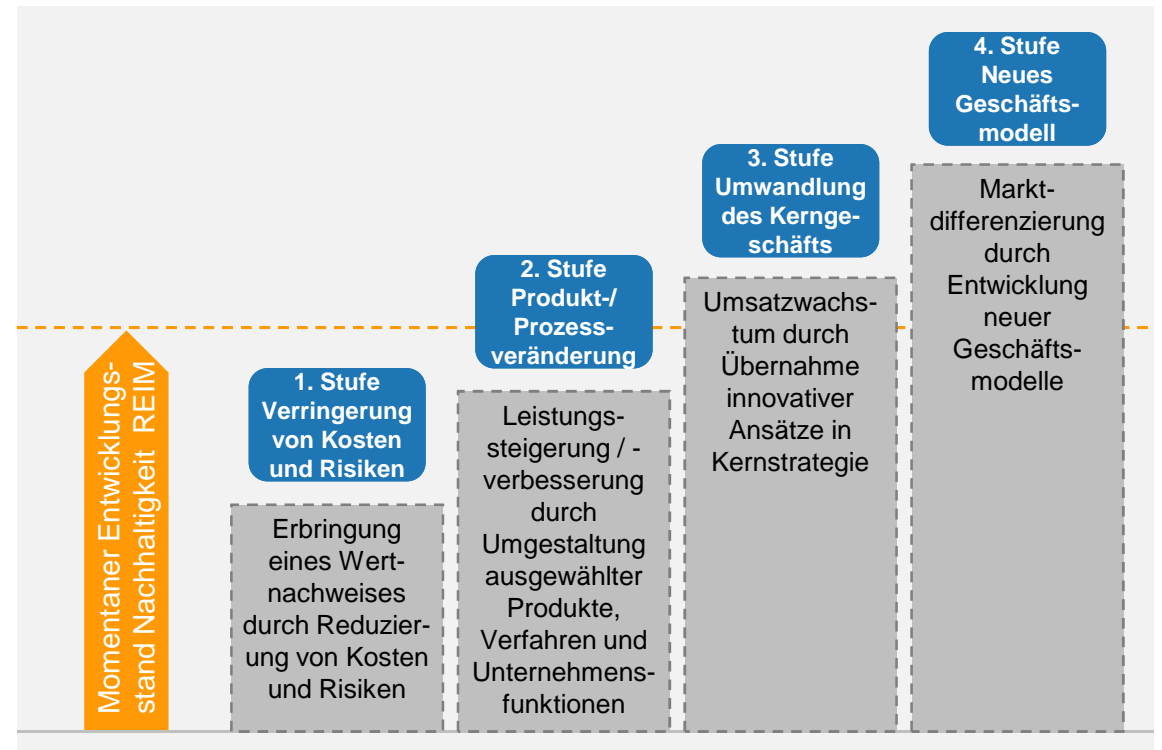 Momentaner Entwicklungs-
stand Nachhaltigkeit REIM
1. Stufe
Verringerung
von Kosten
und Risiken
Erbringung
eines Wert-
nachweises
durch Reduzier-
ung von Kosten
und Risiken
2. Stufe
Produkt-/
Prozess-
veränderung
Leistungs-
steigerung / -
verbesserung
durch
Umgestaltung
ausgewählter
Produkte,
Verfahren und
Unternehmens-
funktionen
3. Stufe
Umwandlung
des Kernge-
schäfts
Umsatzwachs-
tum durch
Übernahme
innovativer
Ansätze in
Kernstrategie
4. Stufe
Neues
Geschäfts-
modell
Markt-
differenzierung
durch
Entwicklung
neuer
Geschäfts-
modelle